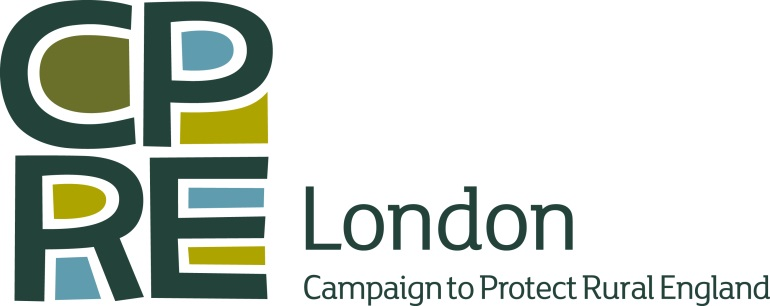 CP
RE
London
Campaign to Protect Rural England